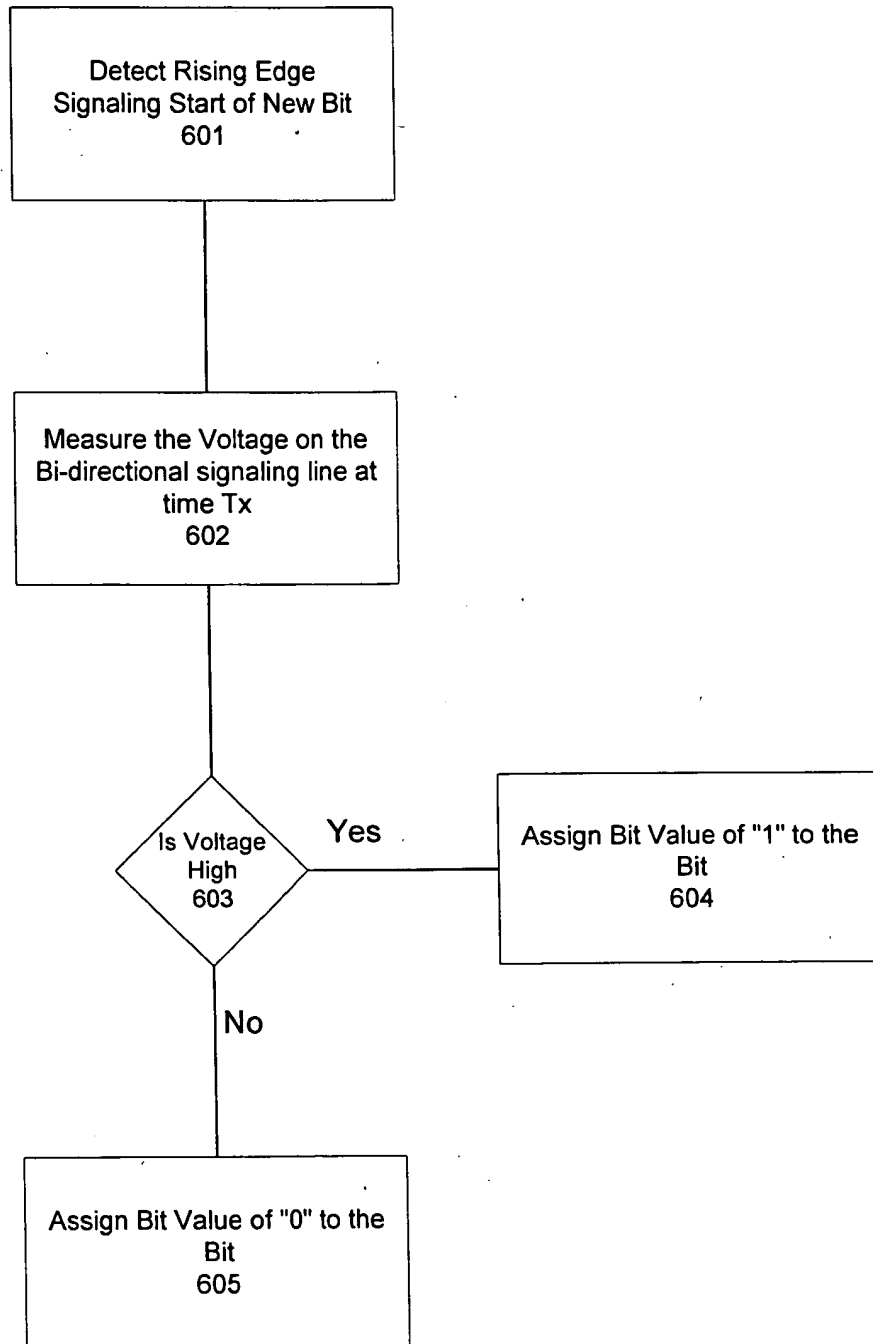 Detect Rising Edge
Signaling Start of New Bit
601
Measure the Voltage on the
Bi-directional signaling line at
time Tx
602
Is Voltage
High
603
Yes
Assign Bit Value of "1" to the
Bit
604
No
Assign Bit Value of "0" to the
Bit
605